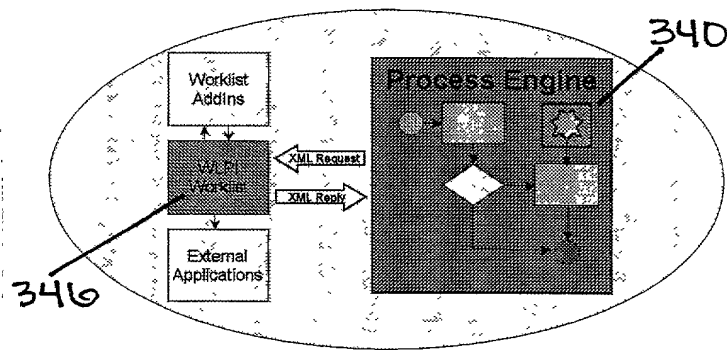 340
Process Engine
Worklist
Addins
XML Request
WLPI
Worklist
XML Reply
External
Applications
346